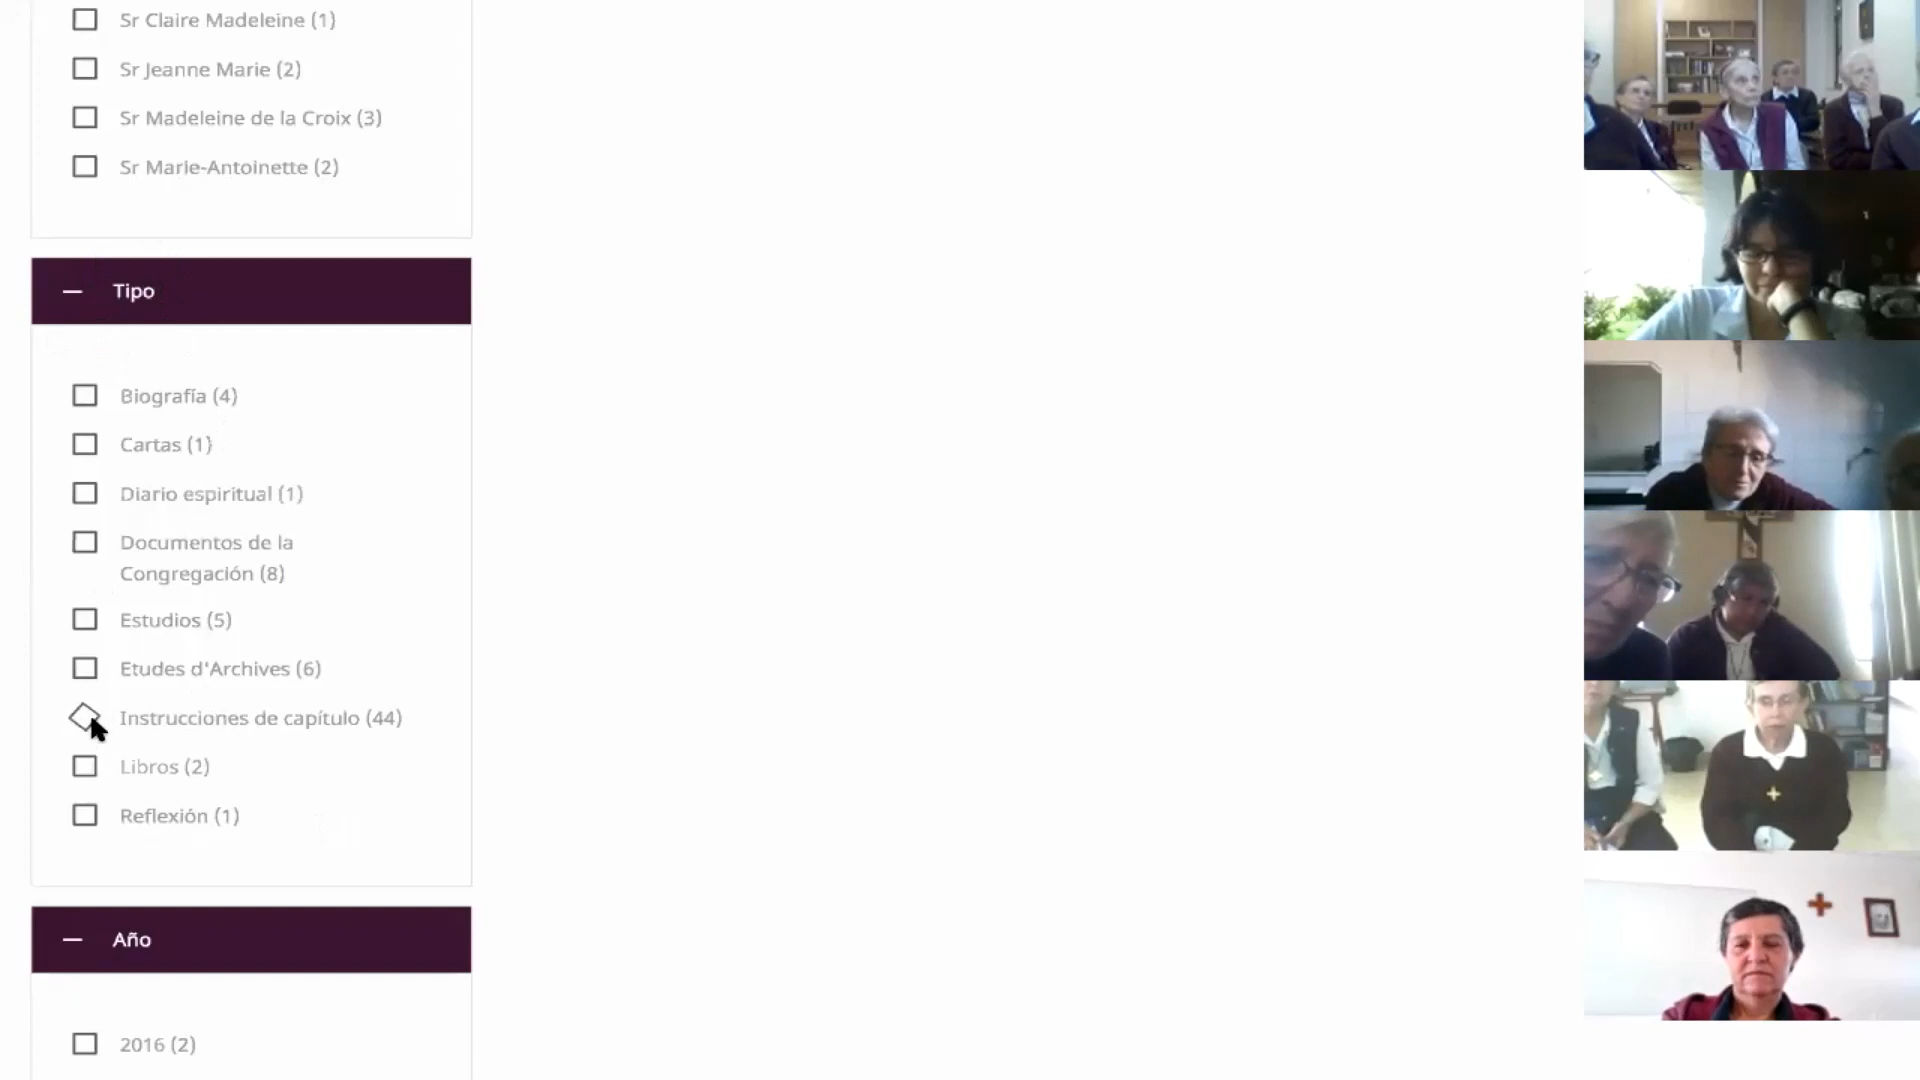 Sr Claire Madeleine (1)
Sr Jeanne Marie (2)
Sr Madeleine de la Croix (3)
Sr Marie-Antoinette (2)
Tipo
Biografía (4)
Cartas (1)
Diario espiritual (1)
Documentos de la
Congregación (8)
Estudios (5)
Etudes d'Archives (6)
Instrucciones de capítulo (44)
Libros (2)
Reflexión (1)
Año
2016 (2)